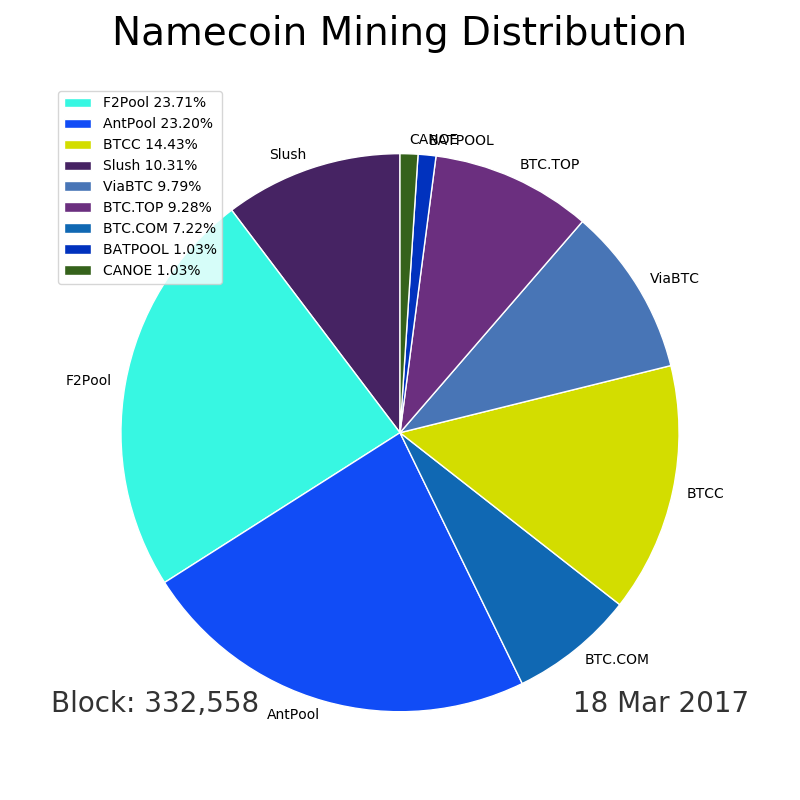 Namecoin Mining Distribution
F2Pool 23.71%
AntPool 23.20%
BTCC 14.43%
Slush 10.31%
ViaBTC 9.79%
BTC.TOP 9.28%
BTC.COM 7.22%
BATPOOL 1.03%
CANOE 1.03%
CANOE
BATPOOL
Slush
BTC.TOP
ViaBTC
F2Pool
BTCC
BTC.COM
AntPool
Block: 332,558
18 Mar 2017